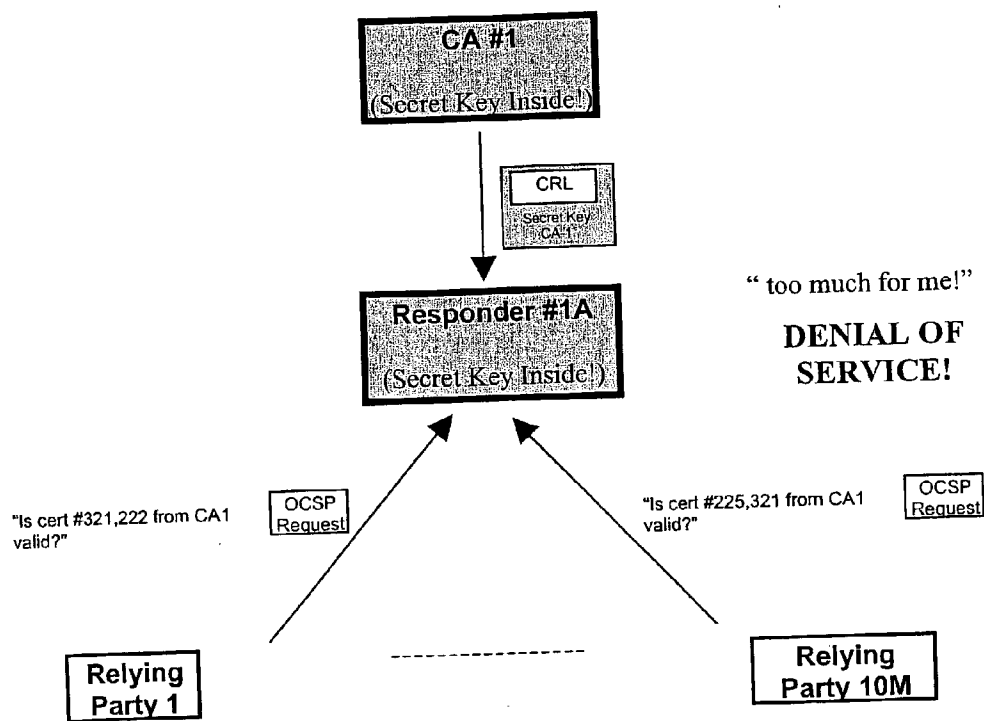 CA #1
(Secret Key Inside!)
CRL
Secret Key
CA 1
Responder #1A
(Secret Key Inside!)
“ too much for me!”
DENIAL OF
SERVICE!
"Is cert #321,222 from CA1
valid?"
OCSP
Request
"Is cert #225,321 from CA1
valid?"
OCSP
Request
Relying
Party 1
Relying
Party 10M